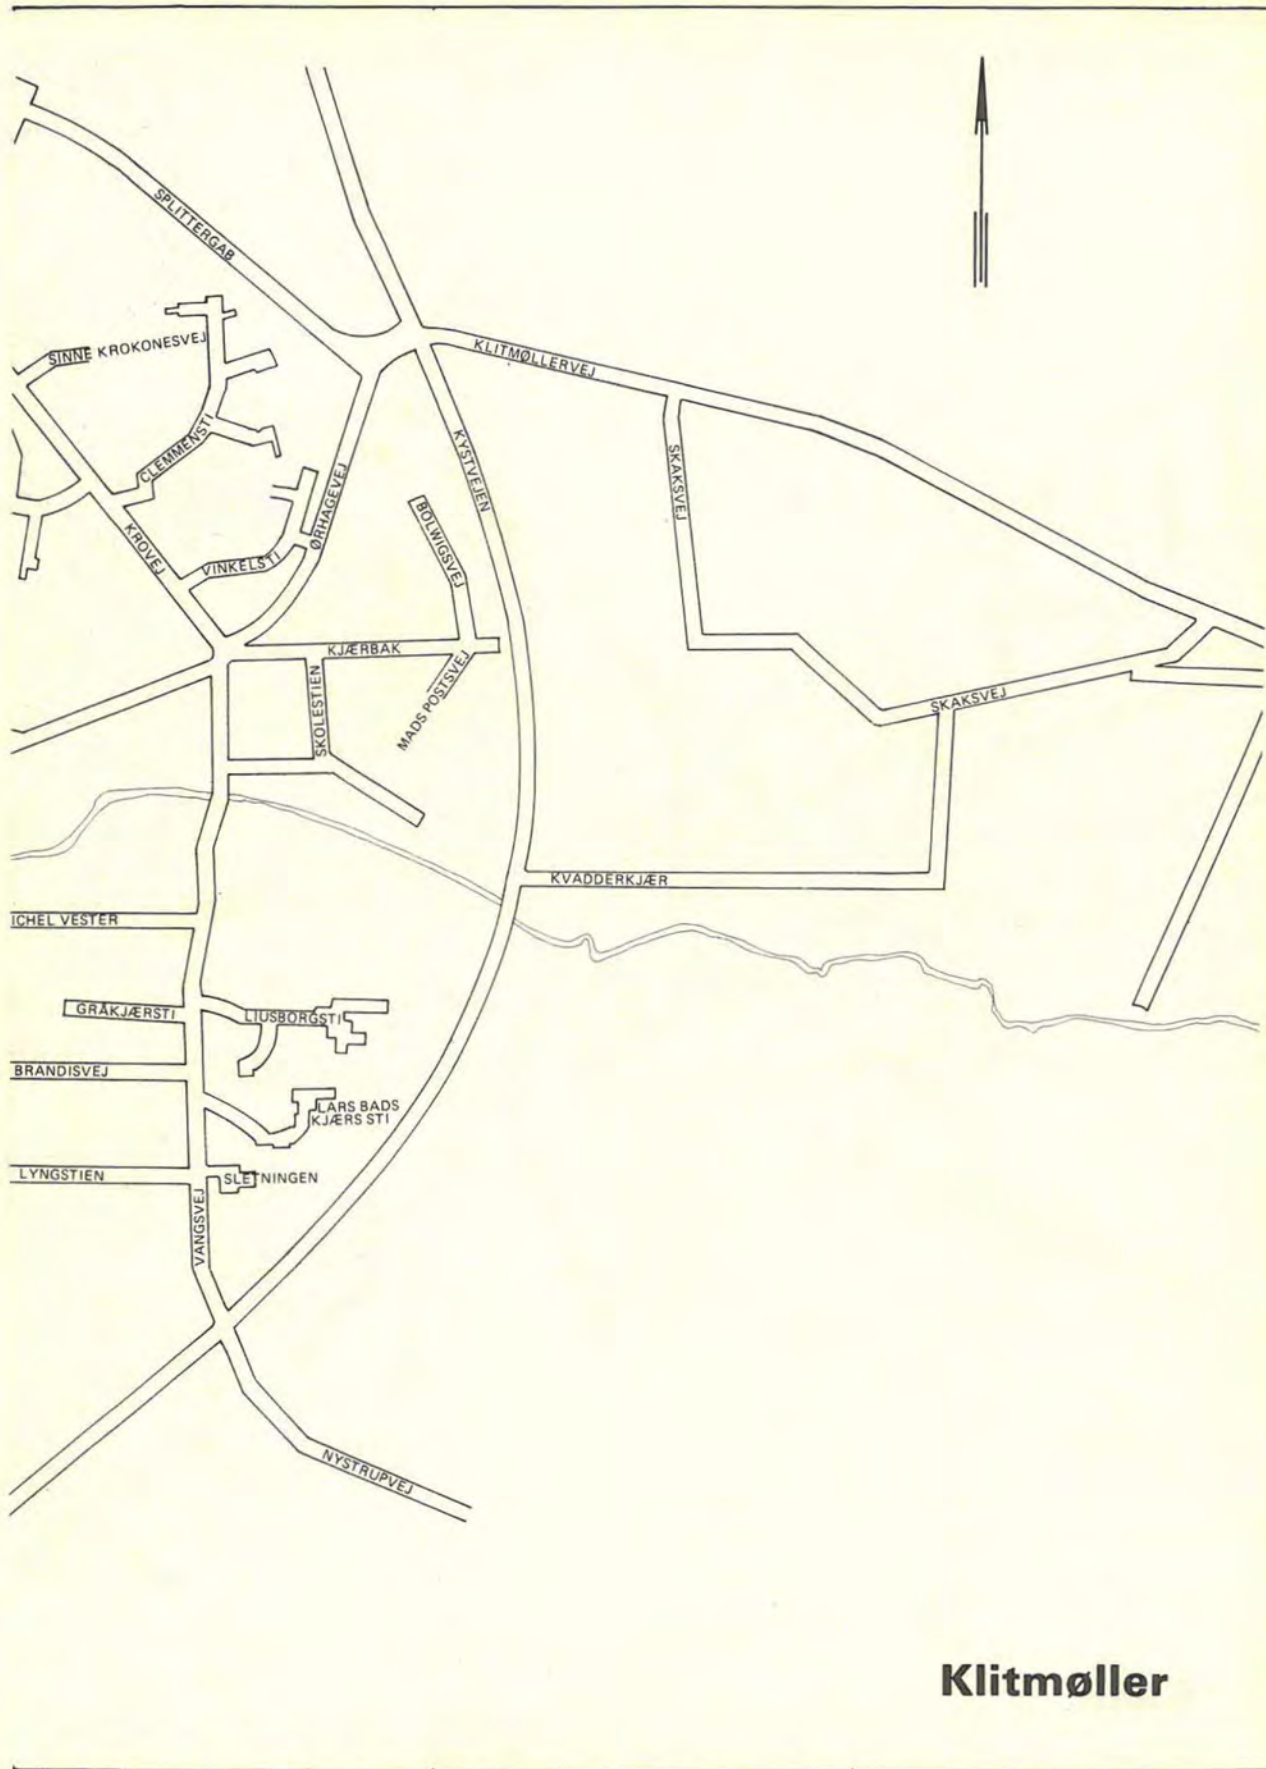 SPLITTERGAB
SINNE KROKONESVEJ
KLITMØLLERVEJ
CLEMMENSTI
KYSTVEJEN
SKAKSVEJ
ØRHAGEVEJ
BOLWIGSVEJ
KROVEJ
VINKELSTI
KJÆRBAK
SKOLESTIEN
MADS POSTSVEJ
SKAKSVEJ
KVADDERKJÆR
ICHEL VESTER
GRÅKJÆRSTI
LIUSBORGSTI
BRANDISVEJ
LARS BADS
KJÆRS STI
LYNGSTIEN
SLETNINGEN
VANGSVEJ
NYSTRUPVEJ
Klitmøller